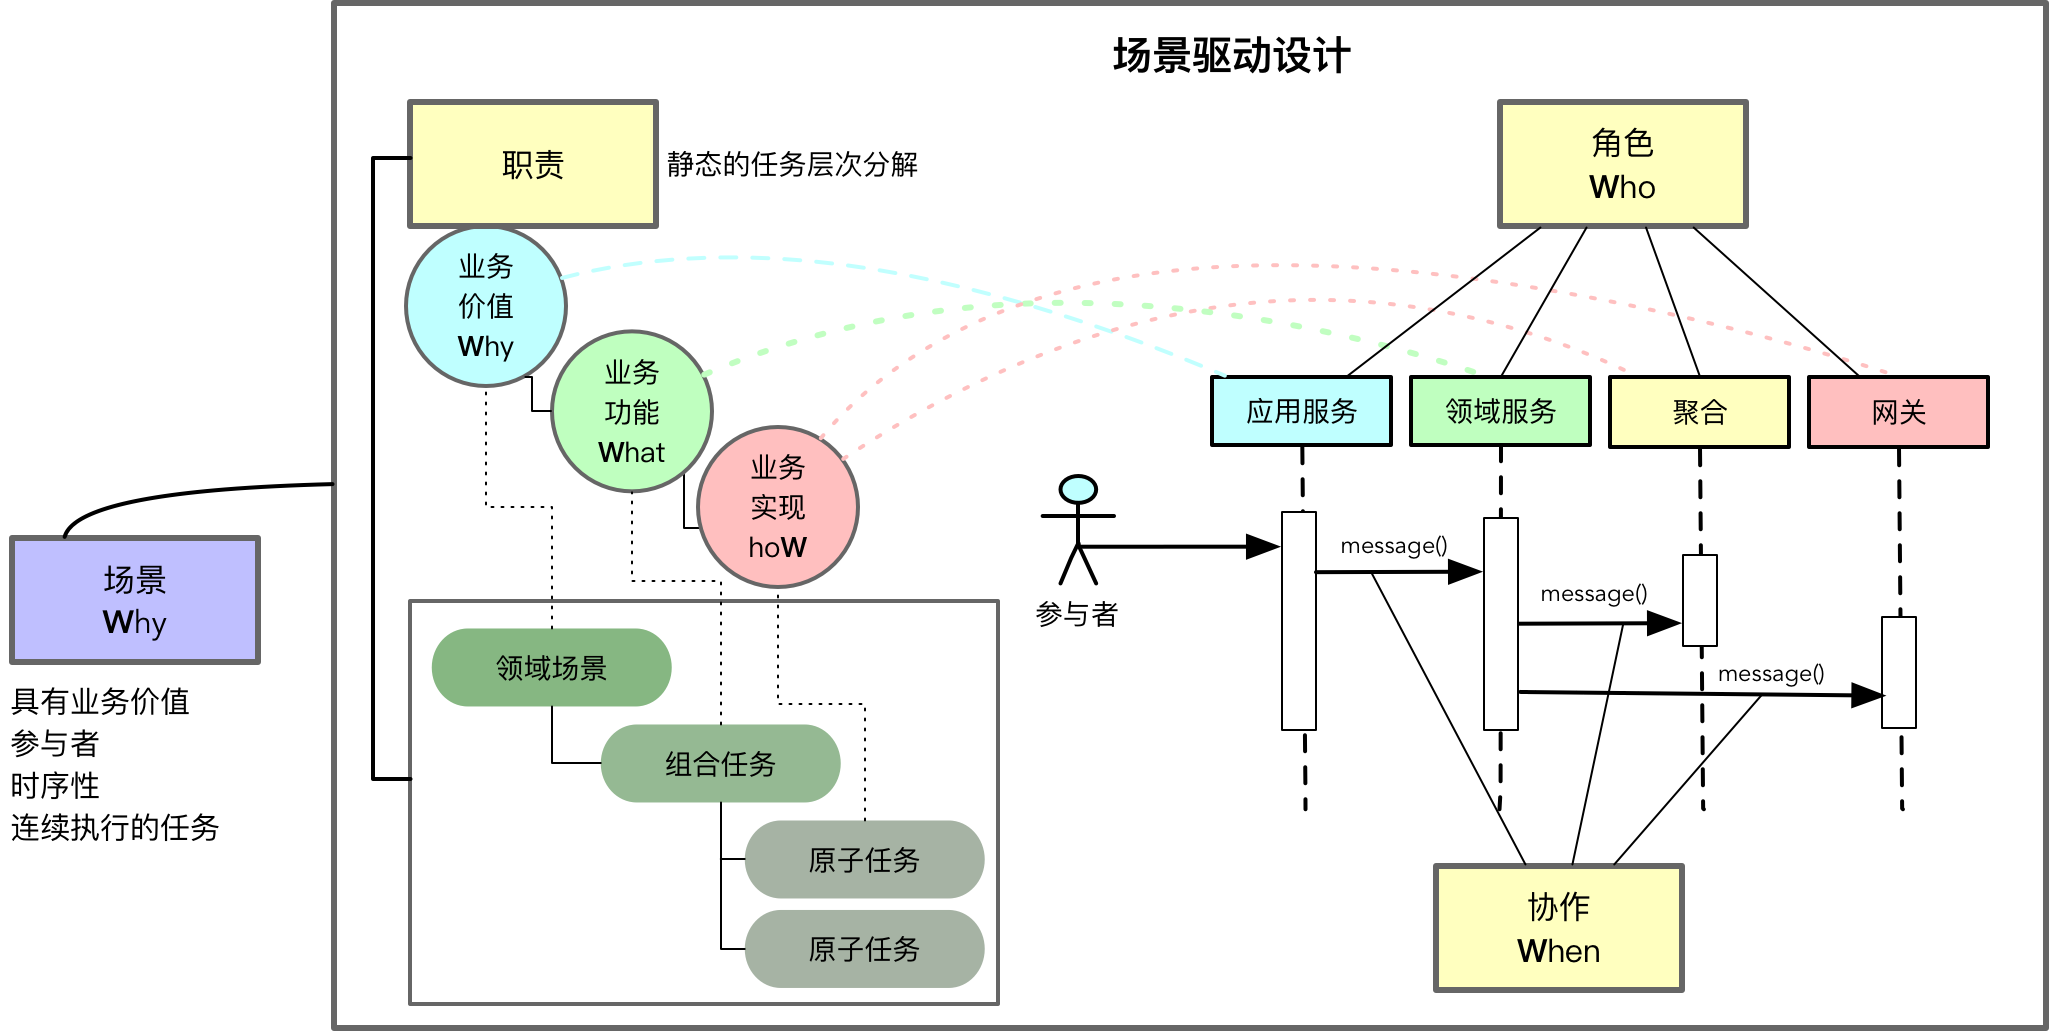 场景驱动设计
职责
静态的任务层次分解
角色
Who
业务
价值
Why
业务
功能
What
业务
实现
hoW
应用服务
领域服务
聚合
网关
参与者
message()
message()
message()
场景
Why
具有业务价值
参与者
时序性
连续执行的任务
领域场景
组合任务
原子任务
原子任务
协作
When